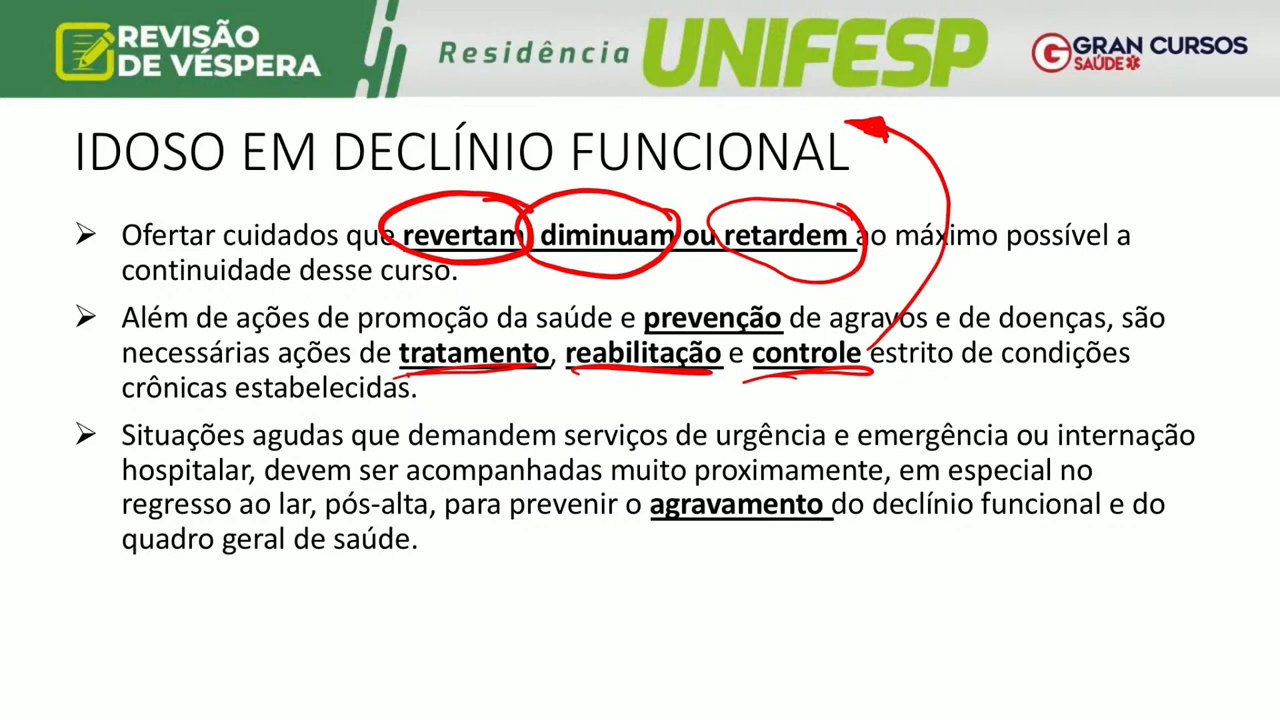 REVISÃO
DE VÉSPERA
Residência UNIFESP
GRAN CURSOS
SAÚDE
IDOSO EM DECLÍNIO FUNCIONAL
Ofertar cuidados que revertam, diminuam ou retardem ao máximo possível a
continuidade desse curso.
Além de ações de promoção da saúde e prevenção de agravos e de doenças, são
necessárias ações de tratamento, reabilitação e controle estrito de condições
crônicas estabelecidas.
Situações agudas que demandem serviços de urgência e emergência ou internação
hospitalar, devem ser acompanhadas muito proximamente, em especial no
regresso ao lar, pós-alta, para prevenir o agravamento do declínio funcional e do
quadro geral de saúde.